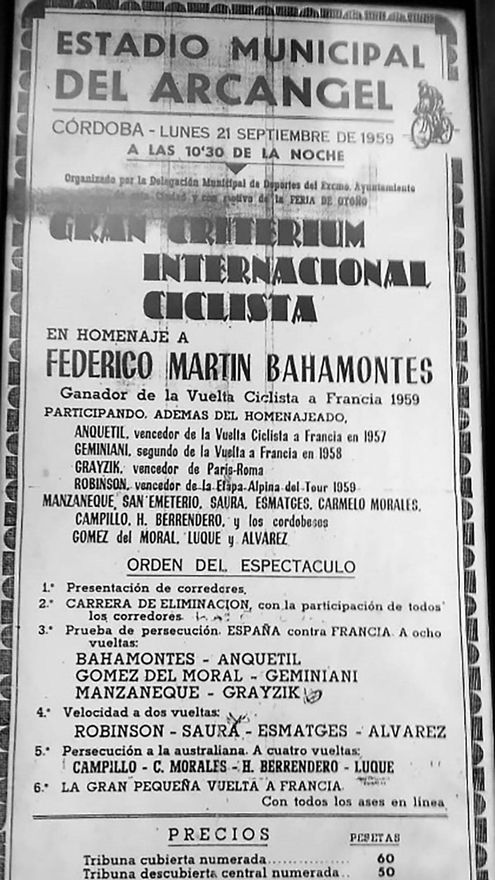 ESTADIO MUNICIPAL
DEL ARCANGEL
CÓRDOBA - LUNES 21 SEPTIEMBRE DE 1959
A LAS 10'30 DE LA NOCHE
Organizado por la Delegación Municipal de Deportes del Excmo. Ayuntamiento
de esta Ciudad y con motivo de la FERIA DE OTOÑO
GRAN CRITERIUM
INTERNACIONAL
CICLISTA
EN HOMENAJE A
FEDERICO MARTIN BAHAMONTES
Ganador de la Vuelta Ciclista a Francia 1959
PARTICIPANDO, ADEMAS DEL HOMENAJEADO,
ANQUETIL, vencedor de la Vuelta Ciclista a Francia en 1957
GEMINIANI, segundo de la Vuelta a Francia en 1958
GRAYZIK, vencedor de Paris-Roma
ROBINSON, vencedor de la Etapa-Alpina del Tour 1959
MANZANEQUE, SAN EMETERIO, SAURA, ESMATGES, CARMELO MORALES,
CAMPILLO, H. BERRENDERO, y los cordobeses
GOMEZ del MORAL, LUQUE y ALVAREZ
ORDEN DEL ESPECTACULO
1.º Presentación de corredores.
2.º CARRERA DE ELIMINACION, con la participación de todos
los corredores.
3.º Prueba de persecución. ESPAÑA contra FRANCIA. A ocho
vueltas:
BAHAMONTES - ANQUETIL
GOMEZ DEL MORAL - GEMINIANI
MANZANEQUE - GRAYZIK
4.º Velocidad a dos vueltas:
ROBINSON - SAURA - ESMATGES - ALVAREZ
5.º Persecución a la australiana. A cuatro vueltas:
CAMPILLO - C. MORALES - H. BERRENDERO - LUQUE
6.º LA GRAN PEQUEÑA VUELTA A FRANCIA.
Con todos los ases en línea
PRECIOS PESETAS
Tribuna cubierta numerada.............. 60
Tribuna descubierta central numerada.. 50